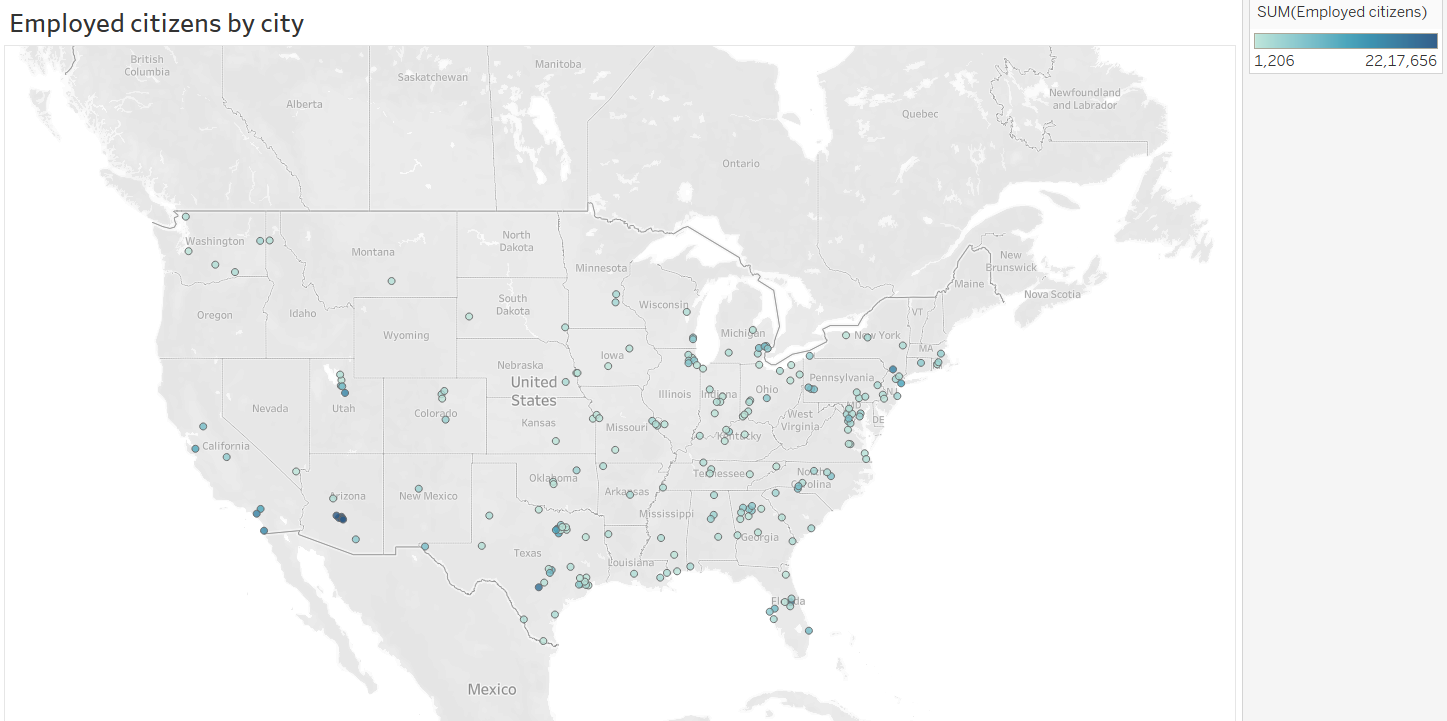 Employed citizens by city
SUM(Employed citizens)
1,206
22,17,656
British
Columbia
Alberta
Saskatchewan
Manitoba
Ontario
Quebec
Newfoundland
and Labrador
New
Brunswick
Nova Scotia
Maine
VT
MA
New York
Washington
Montana
North
Dakota
Minnesota
Oregon
Idaho
South
Dakota
Wisconsin
Michigan
Wyoming
Iowa
Nebraska
United
States
Illinois
Indiana
Ohio
Pennsylvania
NJ
MD
DE
Nevada
Utah
Colorado
Kansas
Missouri
West
Virginia
Kentucky
California
Arizona
New Mexico
Oklahoma
Arkansas
Tennessee
North
Carolina
Mississippi
Georgia
Texas
Louisiana
Florida
Mexico